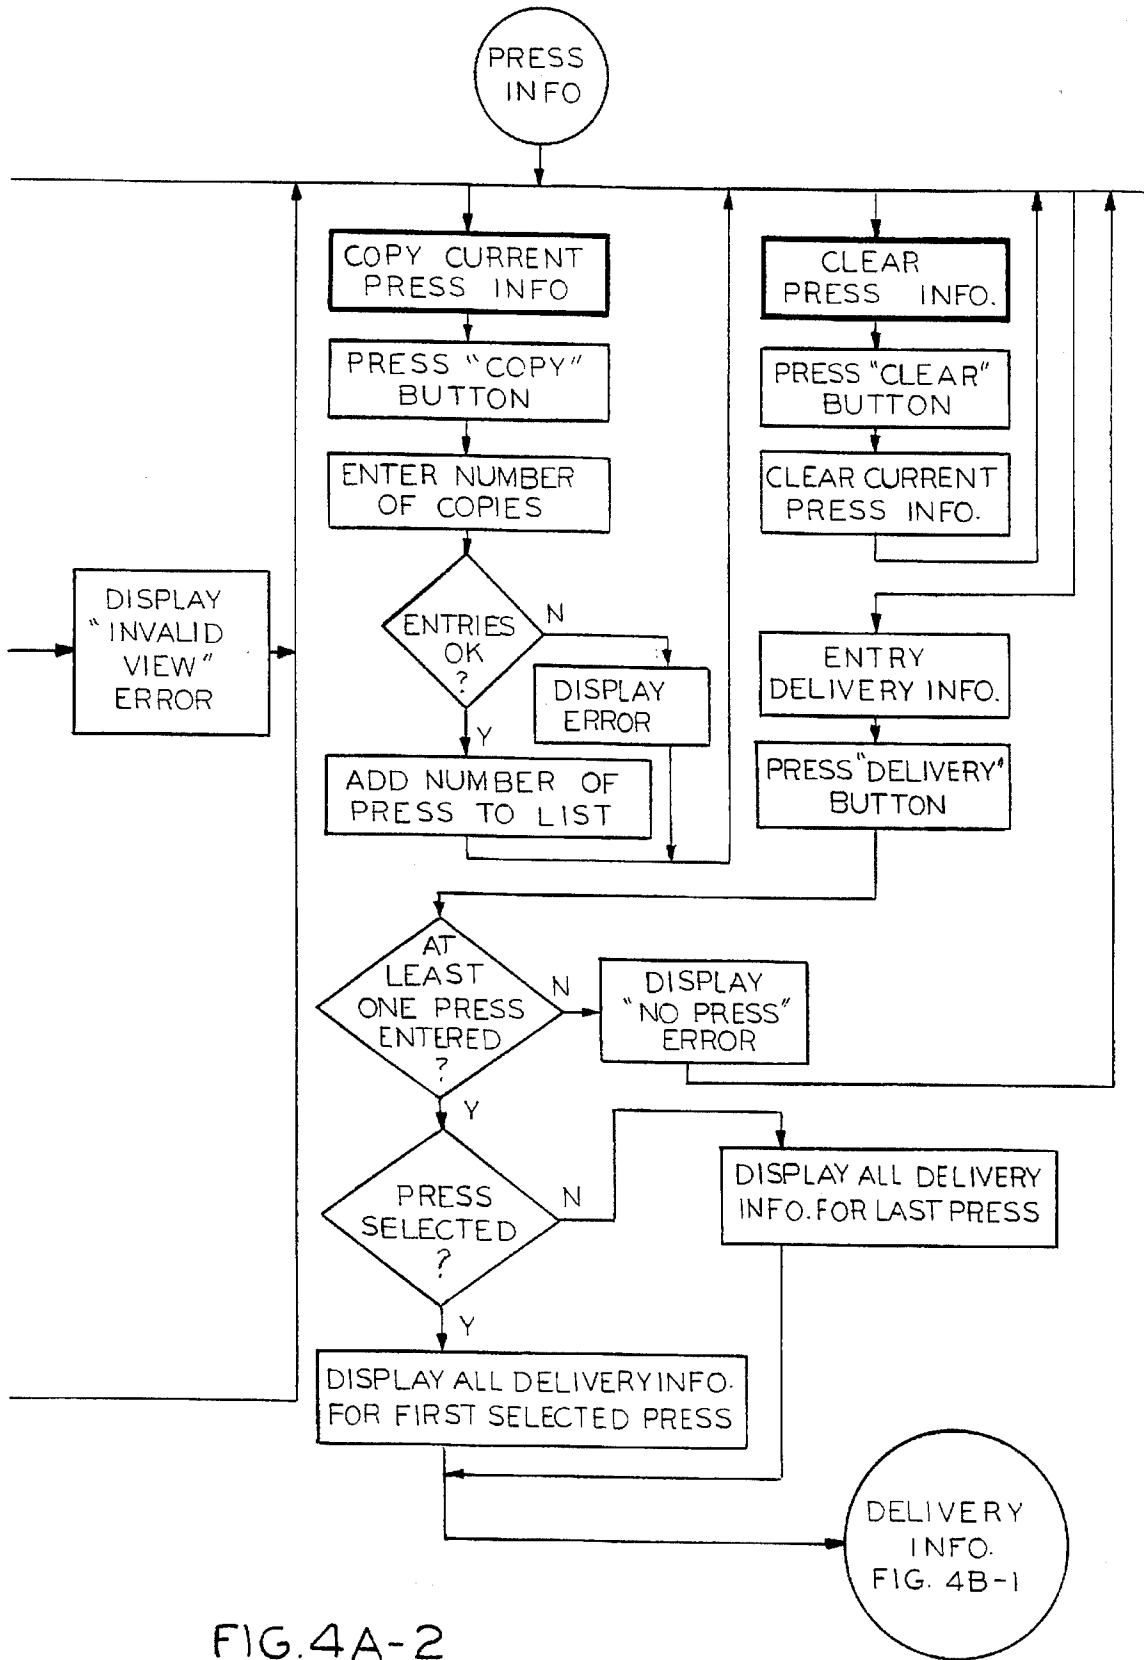 PRESS
INFO
COPY CURRENT
PRESS INFO
PRESS "COPY"
BUTTON
ENTER NUMBER
OF COPIES
ENTRIES
OK
?
N
Y
DISPLAY
ERROR
ADD NUMBER OF
PRESS TO LIST
CLEAR
PRESS INFO.
PRESS "CLEAR"
BUTTON
CLEAR CURRENT
PRESS INFO.
DISPLAY
"INVALID
VIEW"
ERROR
ENTRY
DELIVERY INFO.
PRESS "DELIVERY"
BUTTON
AT
LEAST
ONE PRESS
ENTERED
?
N
Y
DISPLAY
"NO PRESS"
ERROR
PRESS
SELECTED
?
N
Y
DISPLAY ALL DELIVERY
INFO. FOR LAST PRESS
DISPLAY ALL DELIVERY INFO.
FOR FIRST SELECTED PRESS
DELIVERY
INFO.
FIG. 4B-1
FIG. 4A-2